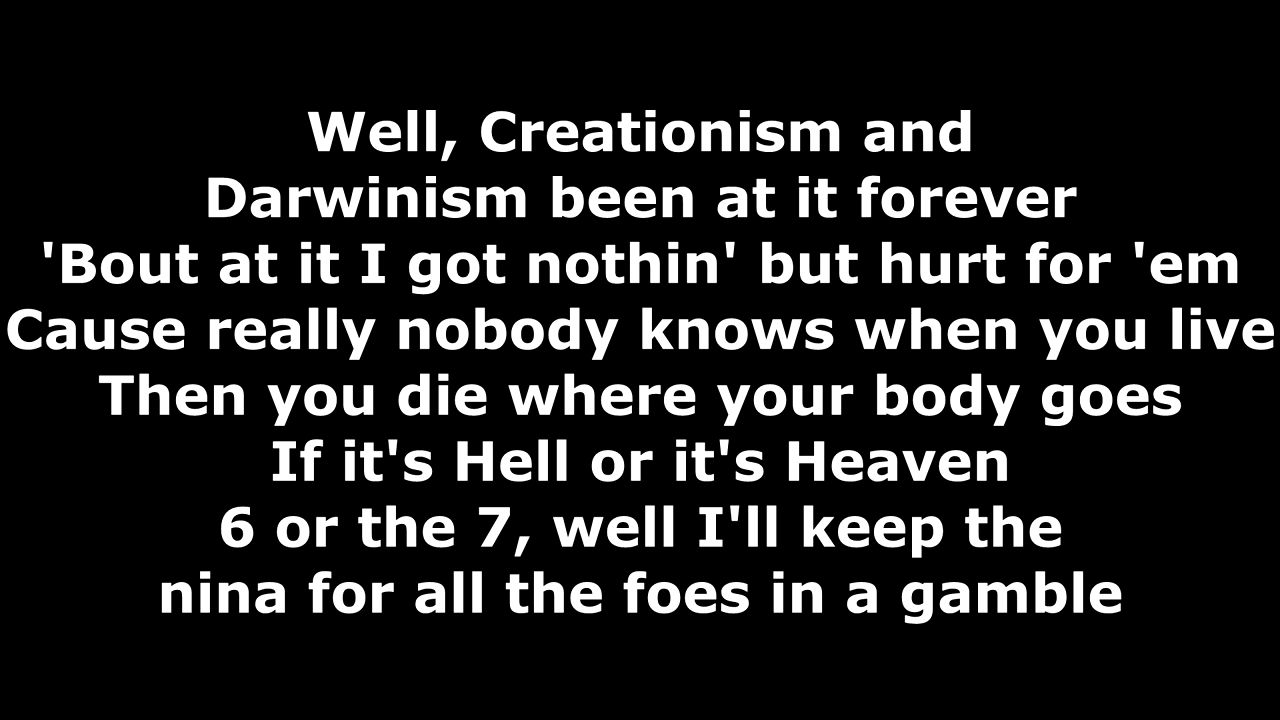 Well, Creationism and
Darwinism been at it forever
'Bout at it I got nothin' but hurt for 'em
Cause really nobody knows when you live
Then you die where your body goes
If it's Hell or it's Heaven
6 or the 7, well I'll keep the
nina for all the foes in a gamble